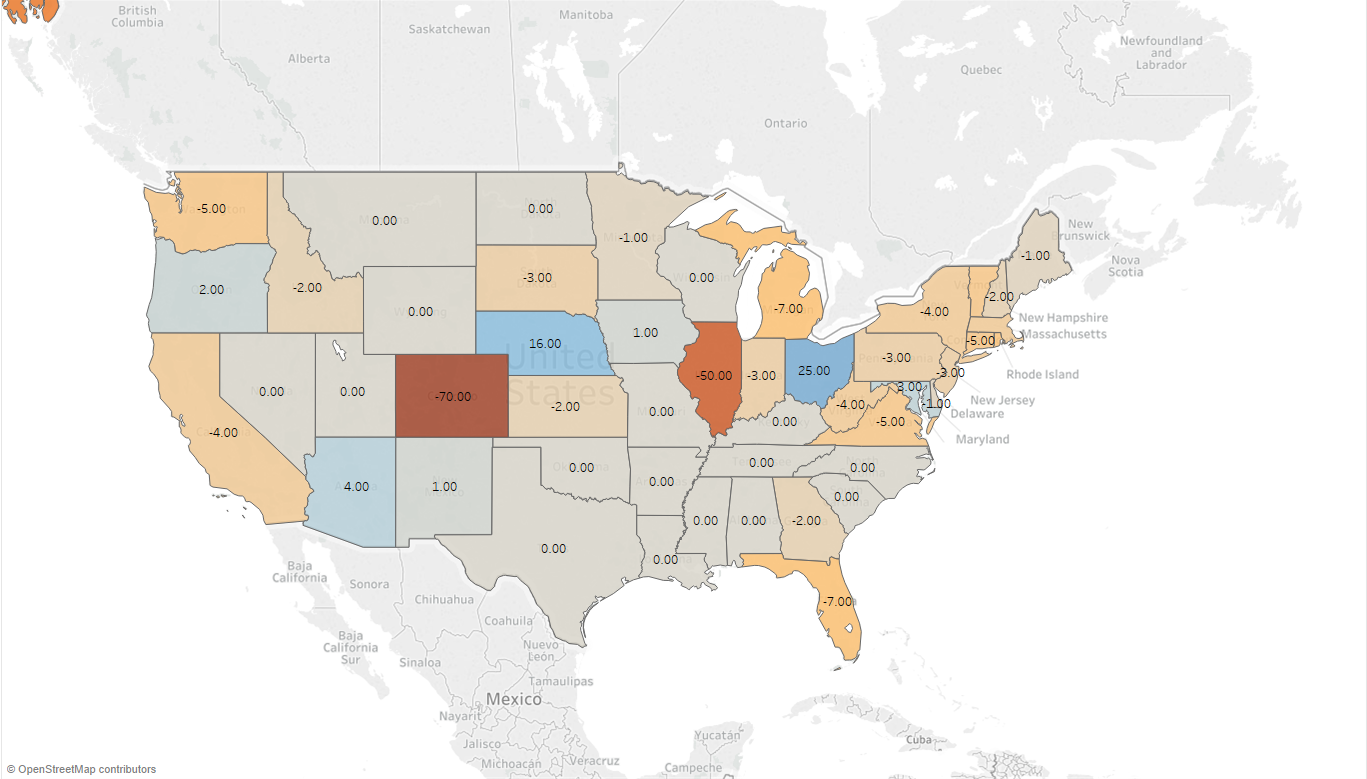 British
Columbia
Alberta
Saskatchewan
Manitoba
Ontario
Quebec
Newfoundland
and
Labrador
New
Brunswick
Nova
Scotia
-5.00
0.00
0.00
-1.00
-1.00
2.00
-2.00
0.00
-3.00
0.00
-7.00
-4.00
-2.00
New Hampshire
Massachusetts
-5.00
Rhode Island
1.00
16.00
United
States
0.00
0.00
-70.00
-2.00
0.00
-50.00
-3.00
25.00
-3.00
-3.00
3.00
-1.00
New Jersey
Delaware
Maryland
-4.00
-5.00
0.00
-4.00
4.00
1.00
0.00
0.00
0.00
0.00
0.00
0.00
0.00
0.00
-2.00
0.00
-7.00
Baja
California
Sonora
Chihuahua
Coahuila
Baja
California
Sur
Sinaloa
Nuevo
León
Tamaulipas
Mexico
Nayarit
Jalisco
Michoacán
Veracruz
Yucatán
Campeche
Cuba
© OpenStreetMap contributors